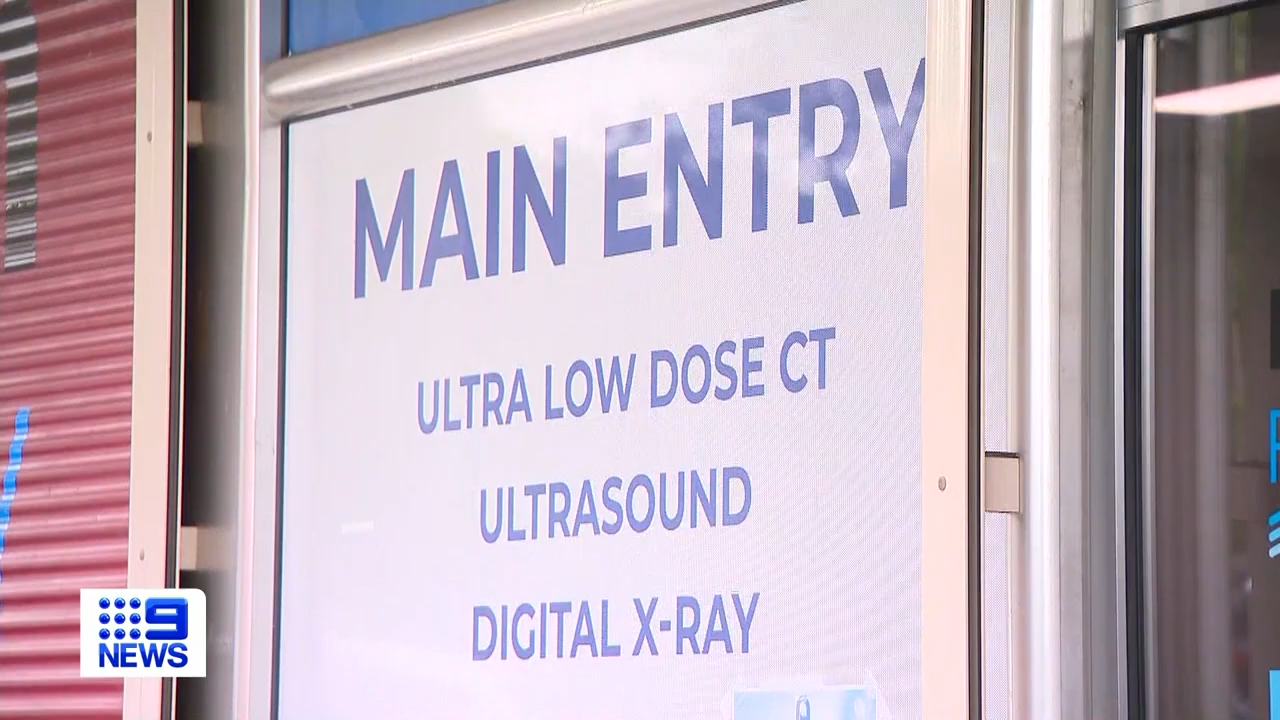 MAIN ENTRY
ULTRA LOW DOSE CT
ULTRASOUND
DIGITAL X-RAY
9
NEWS